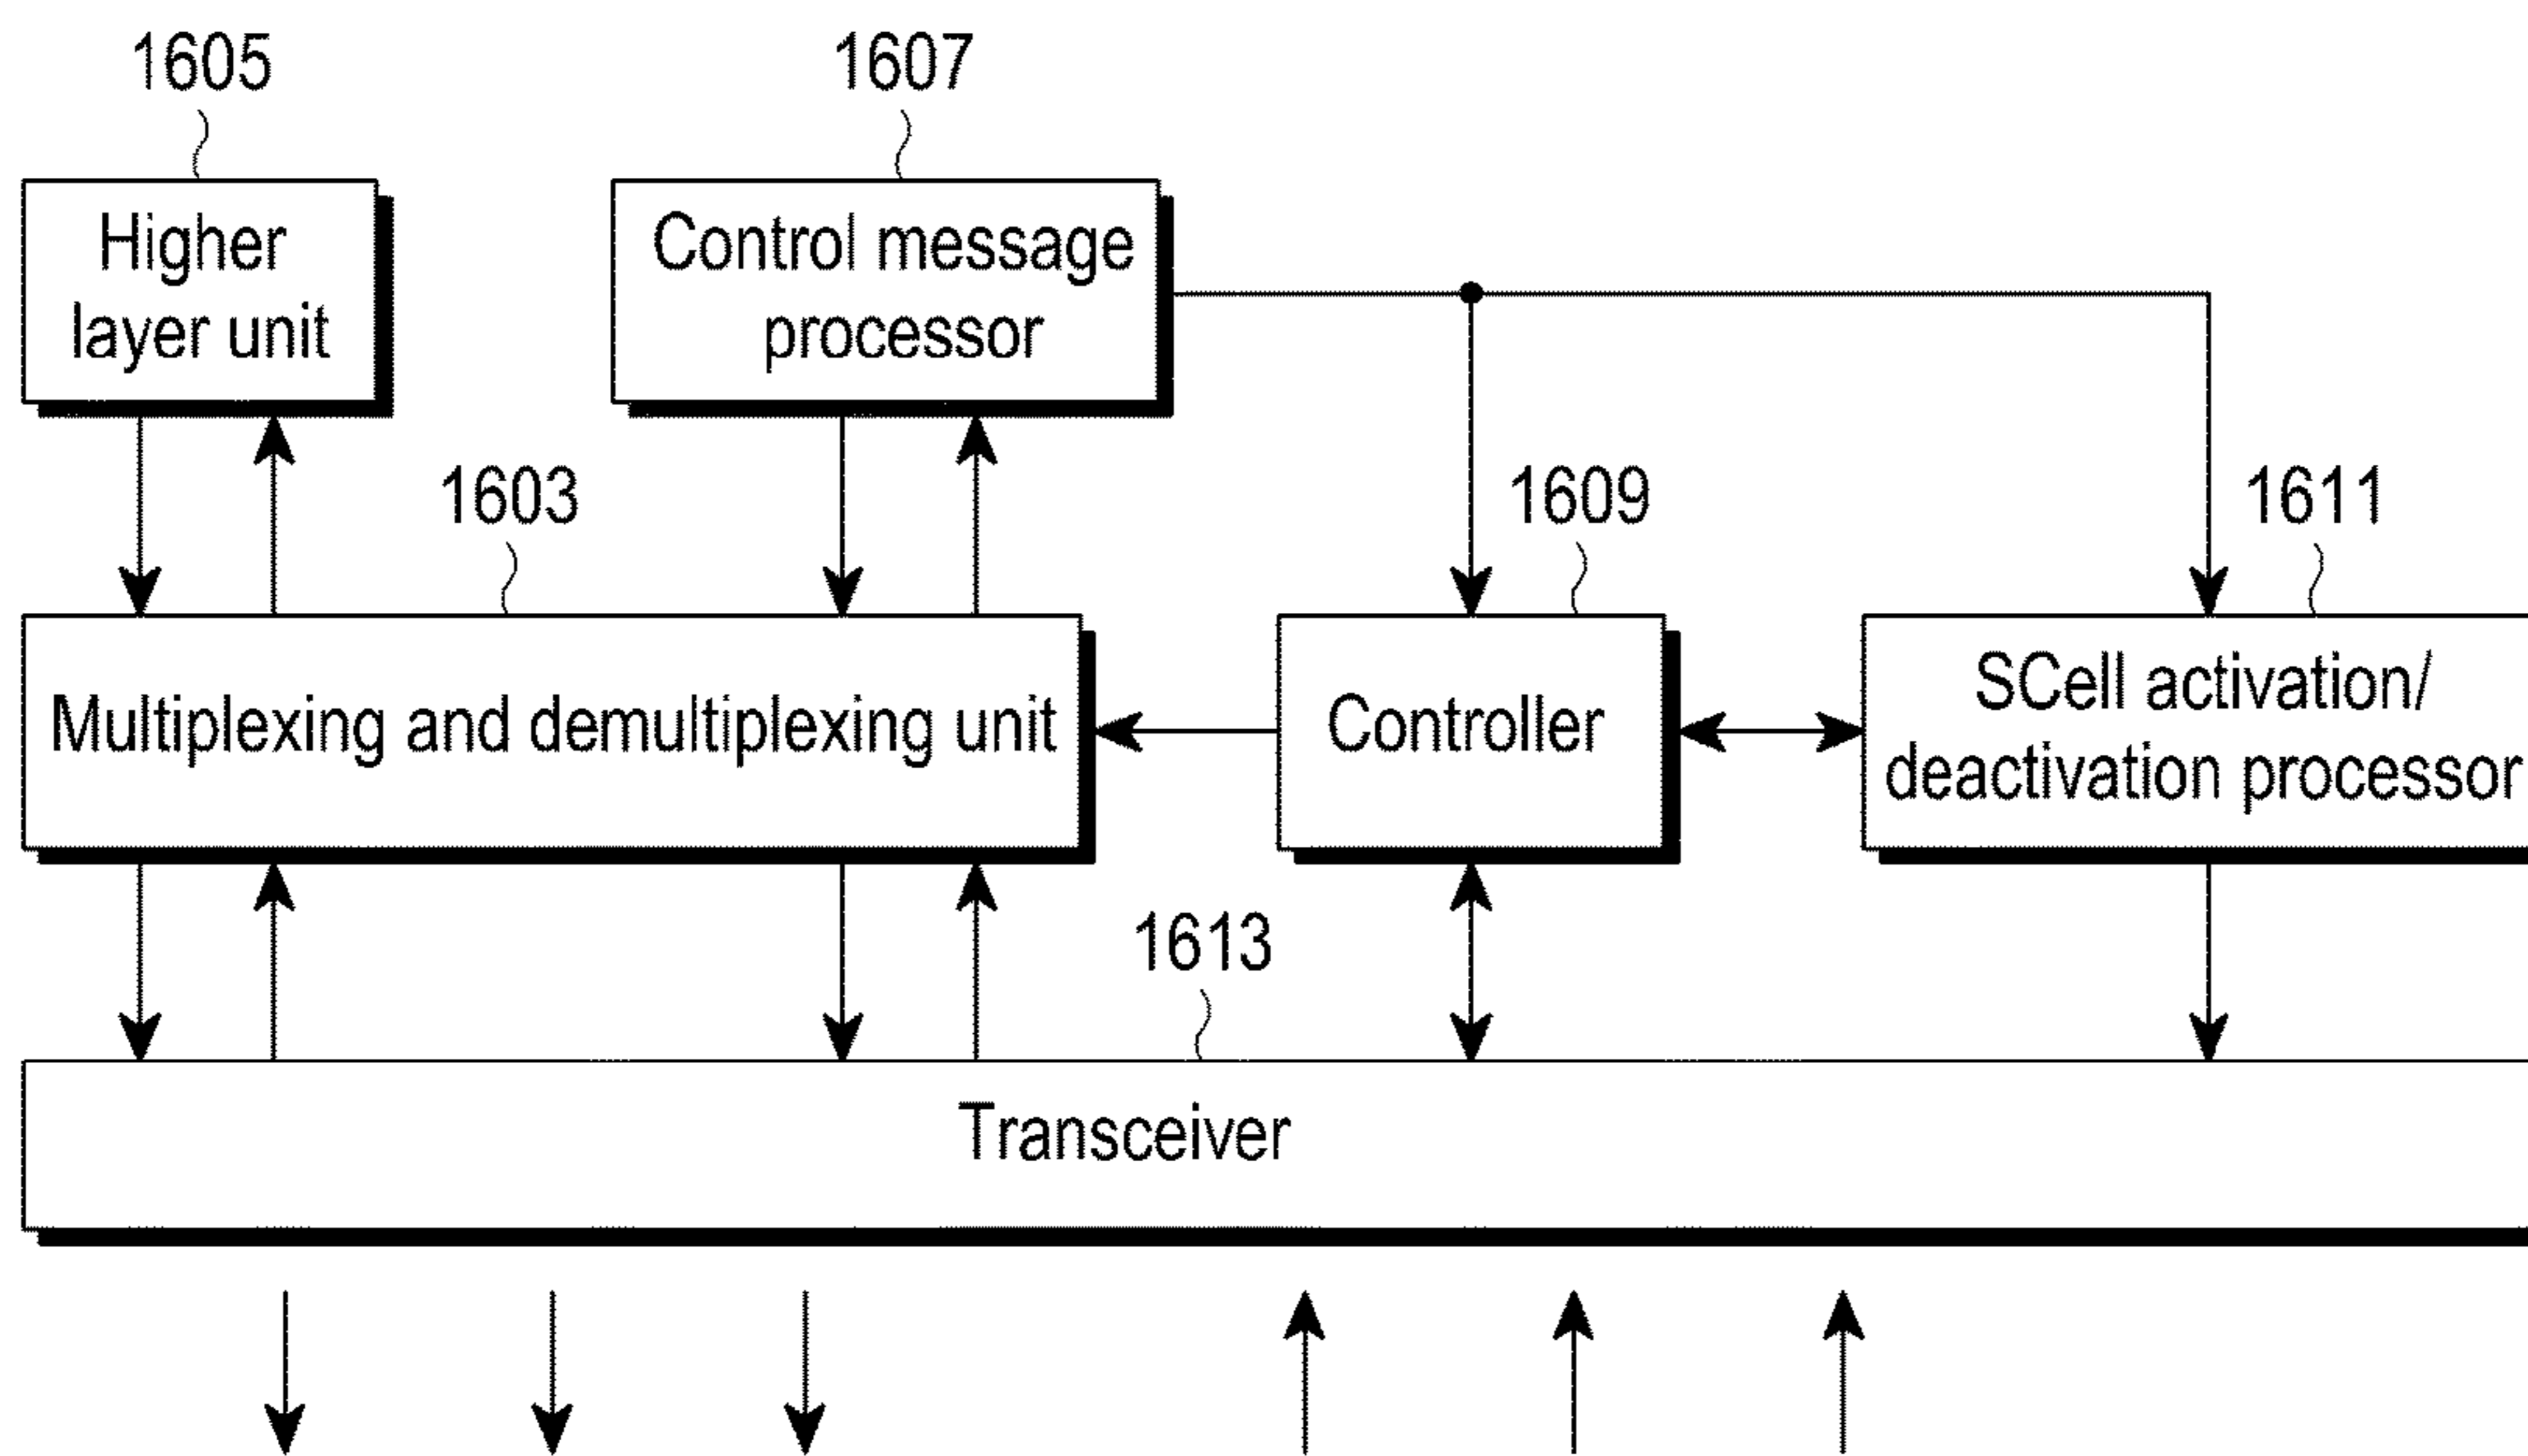 1605
1607
Higher
layer unit
Control message
processor
1603
1609
1611
Multiplexing and demultiplexing unit
Controller
SCell activation/
deactivation processor
1613
Transceiver